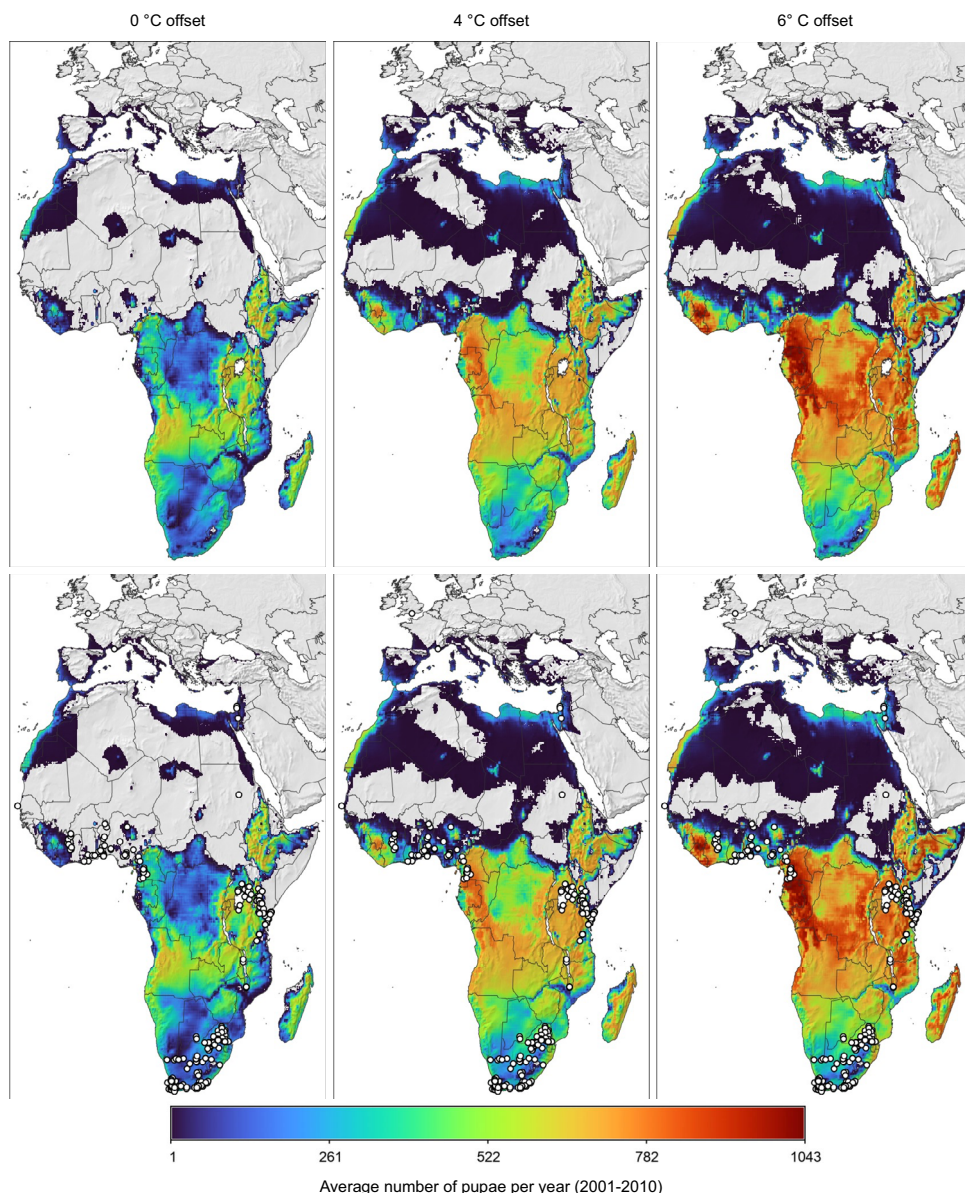 0 °C offset
4 °C offset
6° C offset
1
261
522
782
1043
Average number of pupae per year (2001-2010)